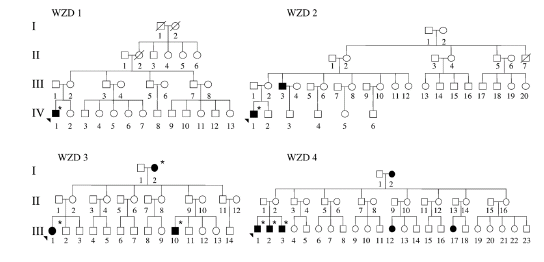 WZD 1
I
1 2
II
1 2 3 4 5 6
III
1 2 3 4 5 6 7 8
IV
*
1 2 3 4 5 6 7 8 9 10 11 12 13
WZD 2
1 2
1 2 3 4 5 6 7
1 2 3 4 5 6 7 8 9 10 11 12 13 14 15 16 17 18 19 20
*
1 3 4 5 6
WZD 3
I
*
1 2
II
1 2 3 4 5 6 7 8 9 10 11 12
III
* *
1 2 3 4 5 6 7 8 9 10 11 12 13 14
WZD 4
1 2
1 2 3 4 5 6 7 8 9 10 11 12 13 14 15 16
* * *
1 2 3 4 5 6 7 8 9 10 11 12 13 14 15 16 17 18 19 20 21 22 23